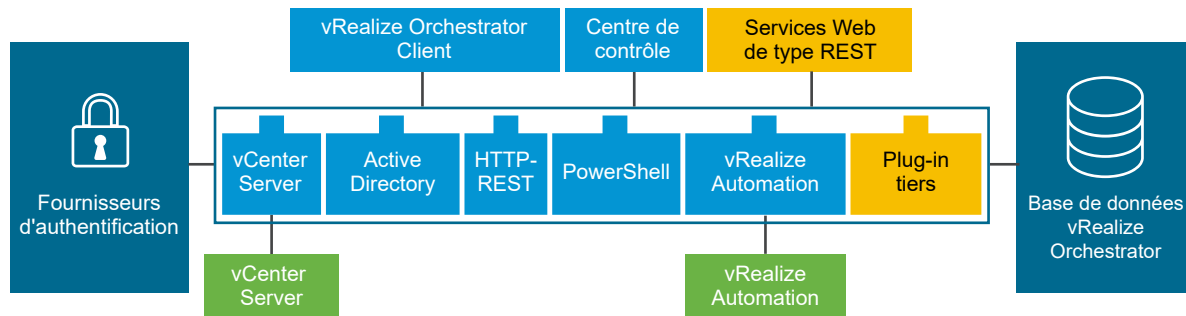 vRealize Orchestrator
Client
Centre de
contrôle
Services Web
de type REST
Fournisseurs
d'authentification
vCenter
Server
Active
Directory
HTTP-
REST
PowerShell
vRealize
Automation
Plug-in
tiers
Base de données
vRealize
Orchestrator
vCenter
Server
vRealize
Automation